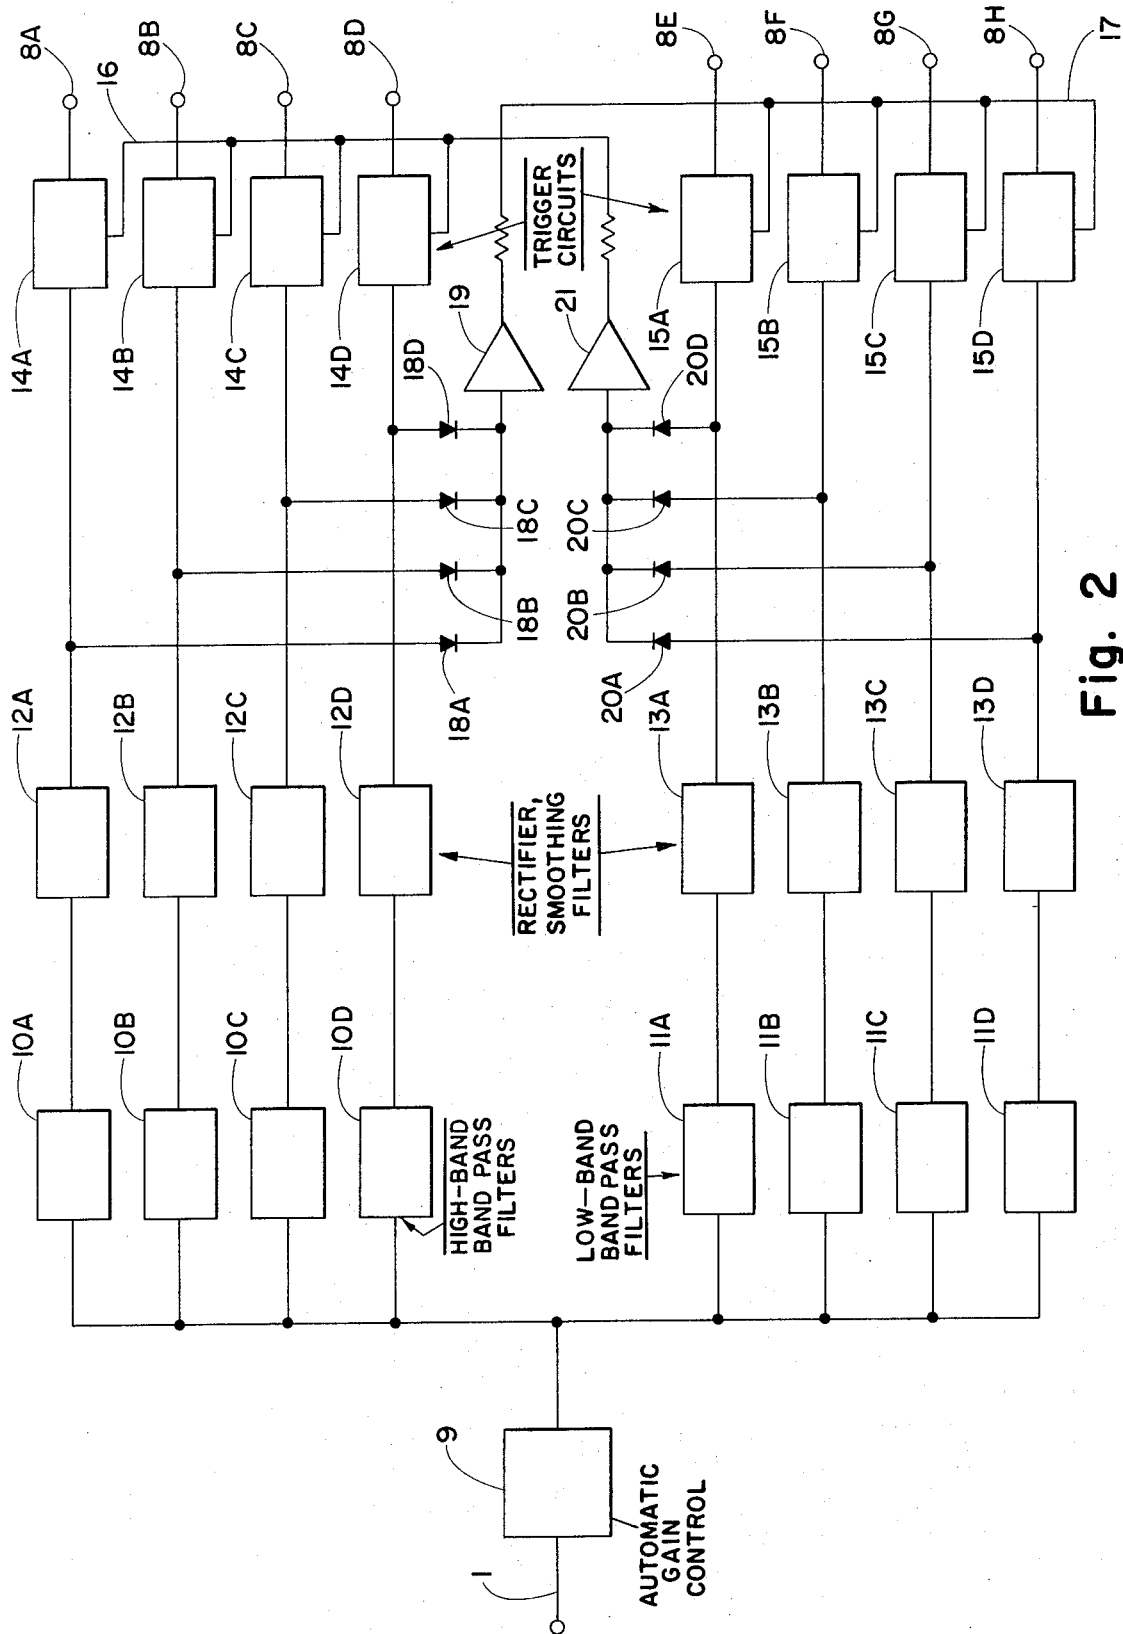 8A
16
8B
8C
8D
8E
8F
8G
8H
17
14A
14B
14C
14D
TRIGGER
CIRCUITS
15A
15B
15C
15D
19
21
18D
20D
18C
20C
18B
20B
18A
20A
12A
12B
12C
12D
13A
13B
13C
13D
RECTIFIER,
SMOOTHING
FILTERS
10A
10B
10C
10D
11A
11B
11C
11D
HIGH-BAND
BAND PASS
FILTERS
LOW-BAND
BAND PASS
FILTERS
9
1
AUTOMATIC
GAIN
CONTROL
Fig. 2